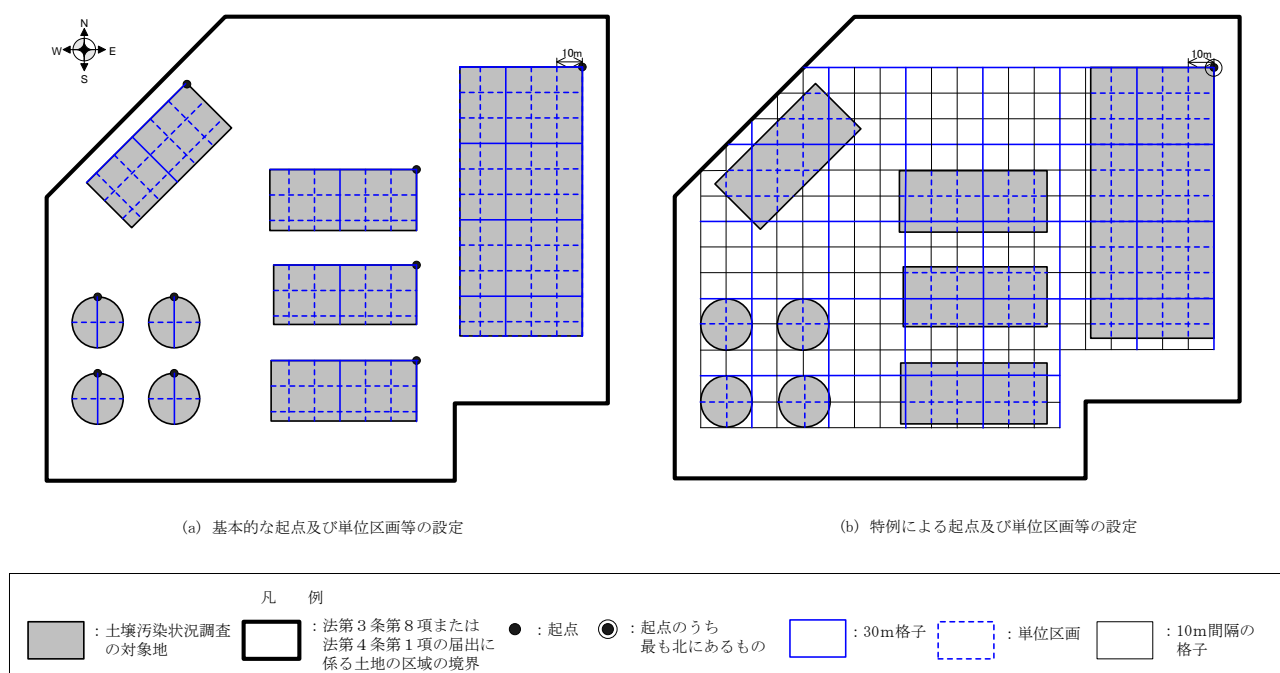 N
W E
S
10m
10m
(a) 基本的な起点及び単位区画等の設定
(b) 特例による起点及び単位区画等の設定
凡 例
：土壌汚染状況調査
の対象地
：法第３条第８項または
法第４条第１項の届出に
係る土地の区域の境界
：起点
：起点のうち
最も北にあるもの
：30m格子
：単位区画
：10m間隔の
格子